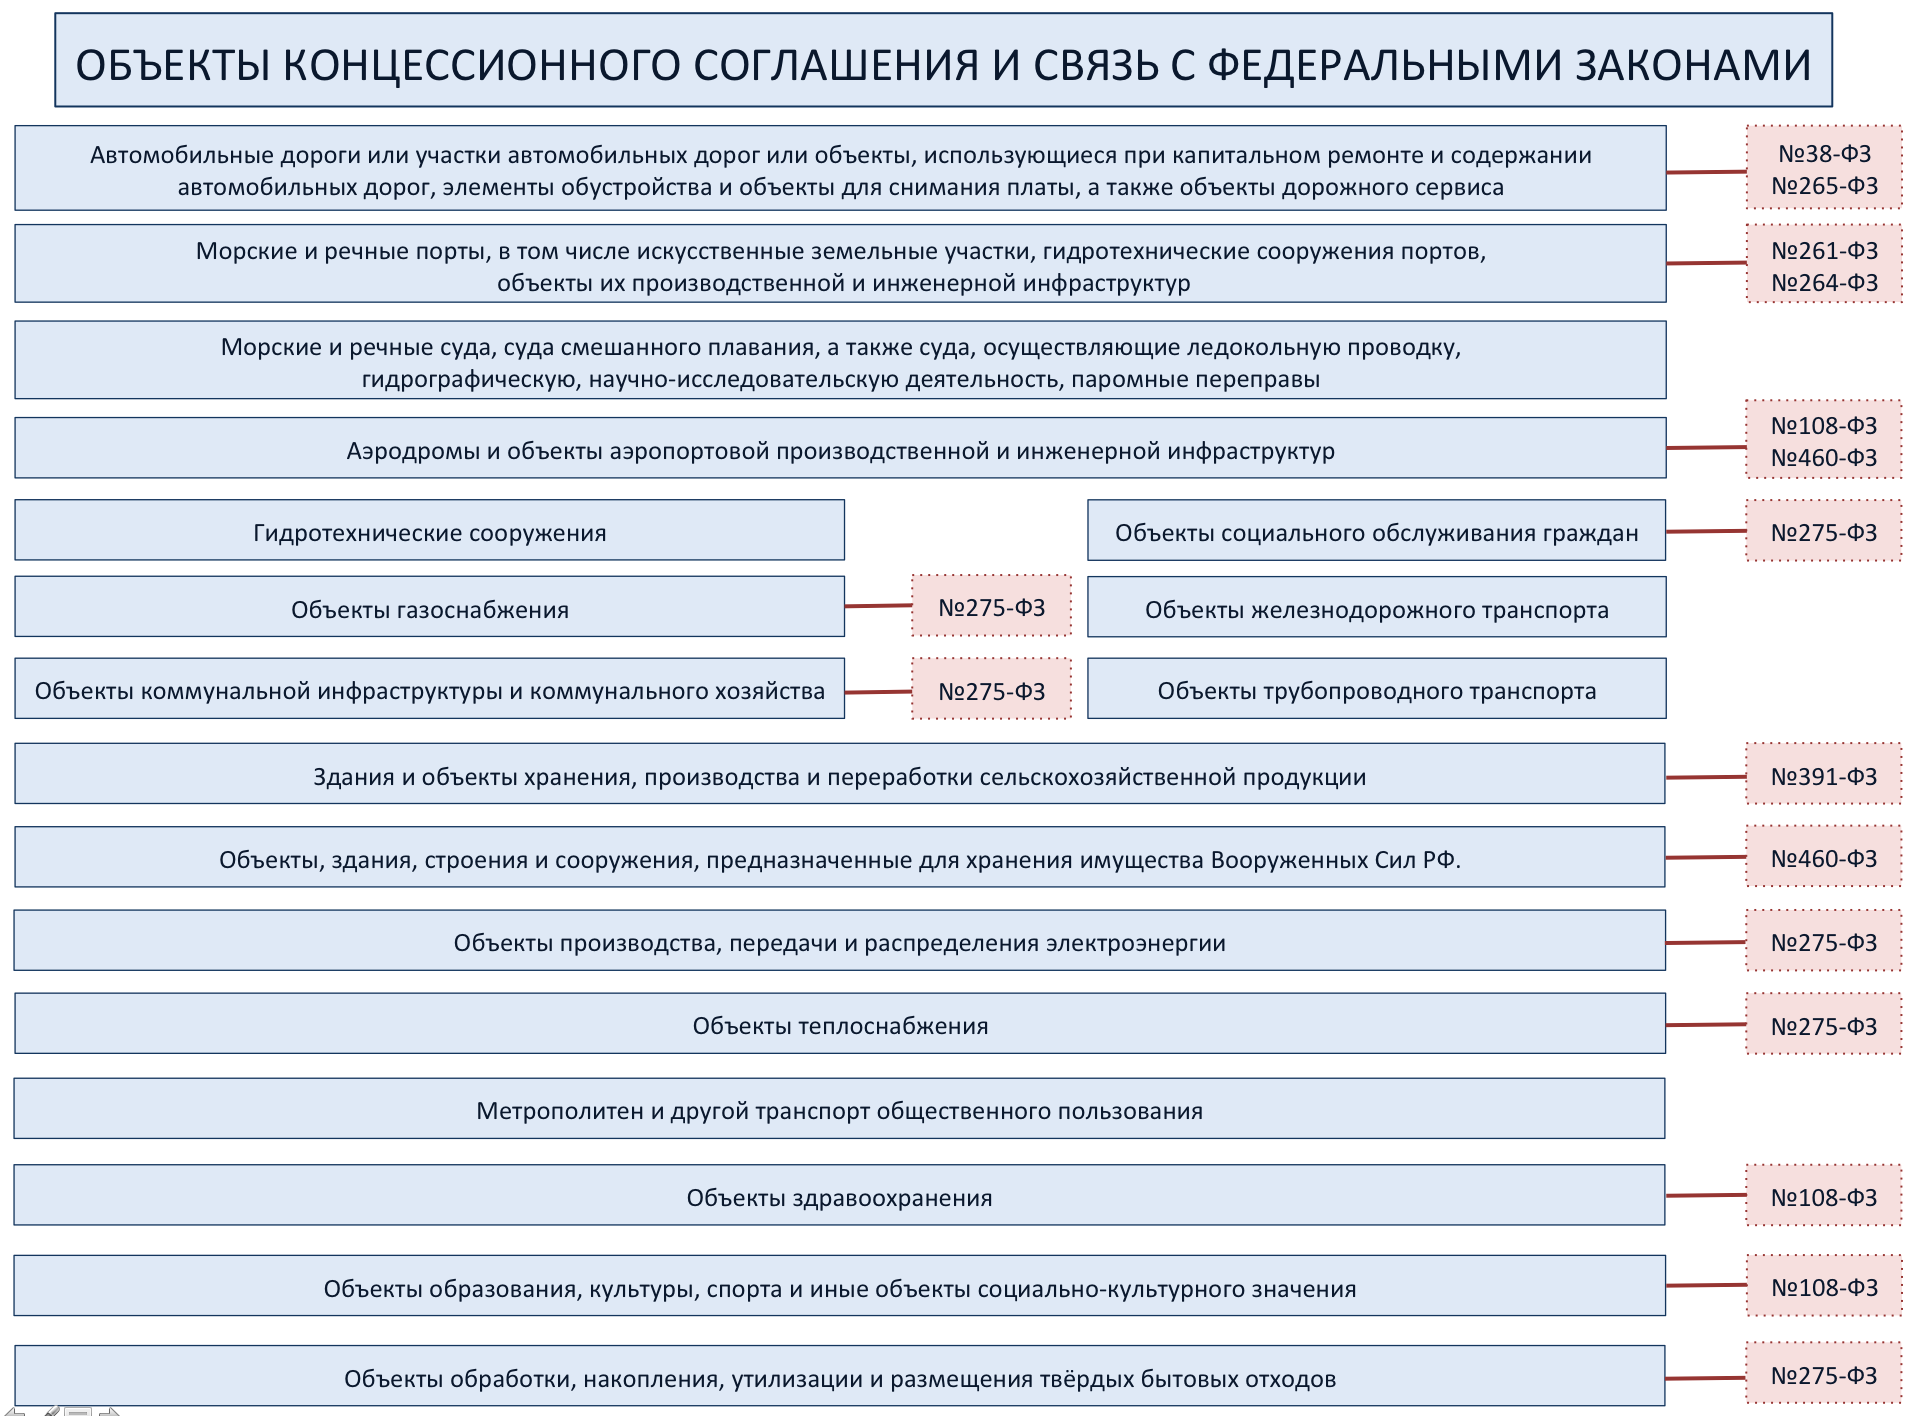 ОБЪЕКТЫ КОНЦЕССИОННОГО СОГЛАШЕНИЯ И СВЯЗЬ С ФЕДЕРАЛЬНЫМИ ЗАКОНАМИ
Автомобильные дороги или участки автомобильных дорог или объекты, использующиеся при капитальном ремонте и содержании
автомобильных дорог, элементы обустройства и объекты для снимания платы, а также объекты дорожного сервиса
№38-ФЗ
№265-ФЗ
Морские и речные порты, в том числе искусственные земельные участки, гидротехнические сооружения портов,
объекты их производственной и инженерной инфраструктур
№261-ФЗ
№264-ФЗ
Морские и речные суда, суда смешанного плавания, а также суда, осуществляющие ледокольную проводку,
гидрографическую, научно-исследовательскую деятельность, паромные переправы
Аэродромы и объекты аэропортовой производственной и инженерной инфраструктур
№108-ФЗ
№460-ФЗ
Гидротехнические сооружения
Объекты социального обслуживания граждан
№275-ФЗ
Объекты газоснабжения
№275-ФЗ
Объекты железнодорожного транспорта
Объекты коммунальной инфраструктуры и коммунального хозяйства
№275-ФЗ
Объекты трубопроводного транспорта
Здания и объекты хранения, производства и переработки сельскохозяйственной продукции
№391-ФЗ
Объекты, здания, строения и сооружения, предназначенные для хранения имущества Вооруженных Сил РФ.
№460-ФЗ
Объекты производства, передачи и распределения электроэнергии
№275-ФЗ
Объекты теплоснабжения
№275-ФЗ
Метрополитен и другой транспорт общественного пользования
Объекты здравоохранения
№108-ФЗ
Объекты образования, культуры, спорта и иные объекты социально-культурного значения
№108-ФЗ
Объекты обработки, накопления, утилизации и размещения твёрдых бытовых отходов
№275-ФЗ